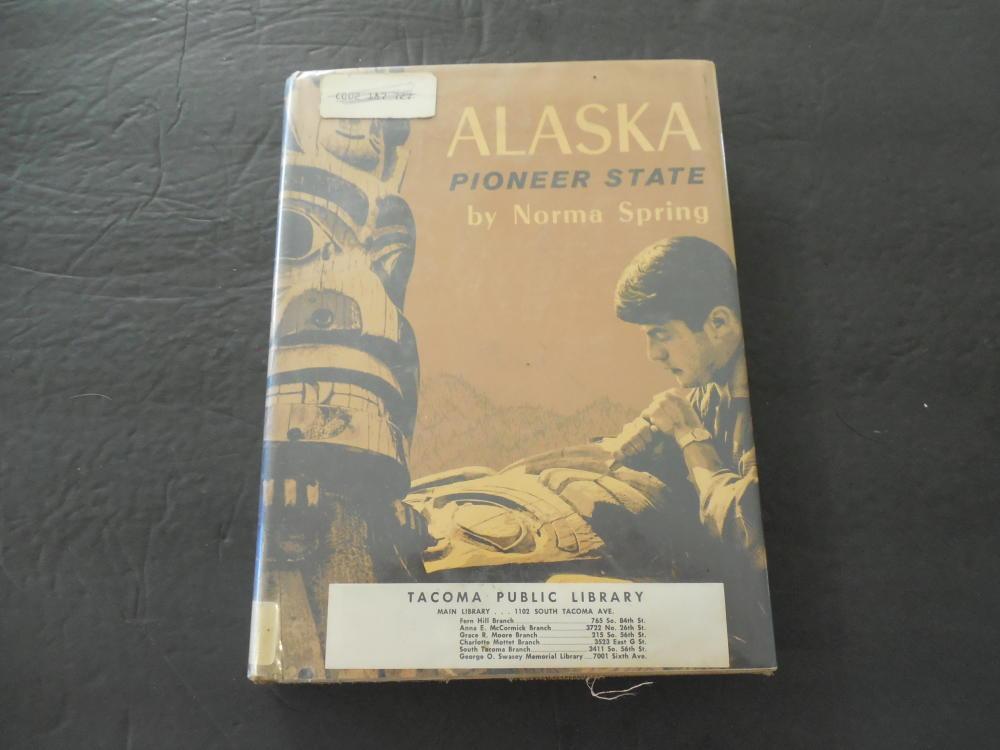 ALASKA
PIONEER STATE
by Norma Spring
TACOMA PUBLIC LIBRARY
MAIN LIBRARY . . . 1102 SOUTH TACOMA AVE.
Fern Hill Branch 765 So. 84th St.
Anna E. McCormick Branch 3722 No. 26th St.
Grace R. Moore Branch 215 So. 56th St.
Charlotte Mottet Branch 3523 East G St.
South Tacoma Branch 3411 So. 56th St.
George O. Swasey Memorial Library 7001 Sixth Ave.